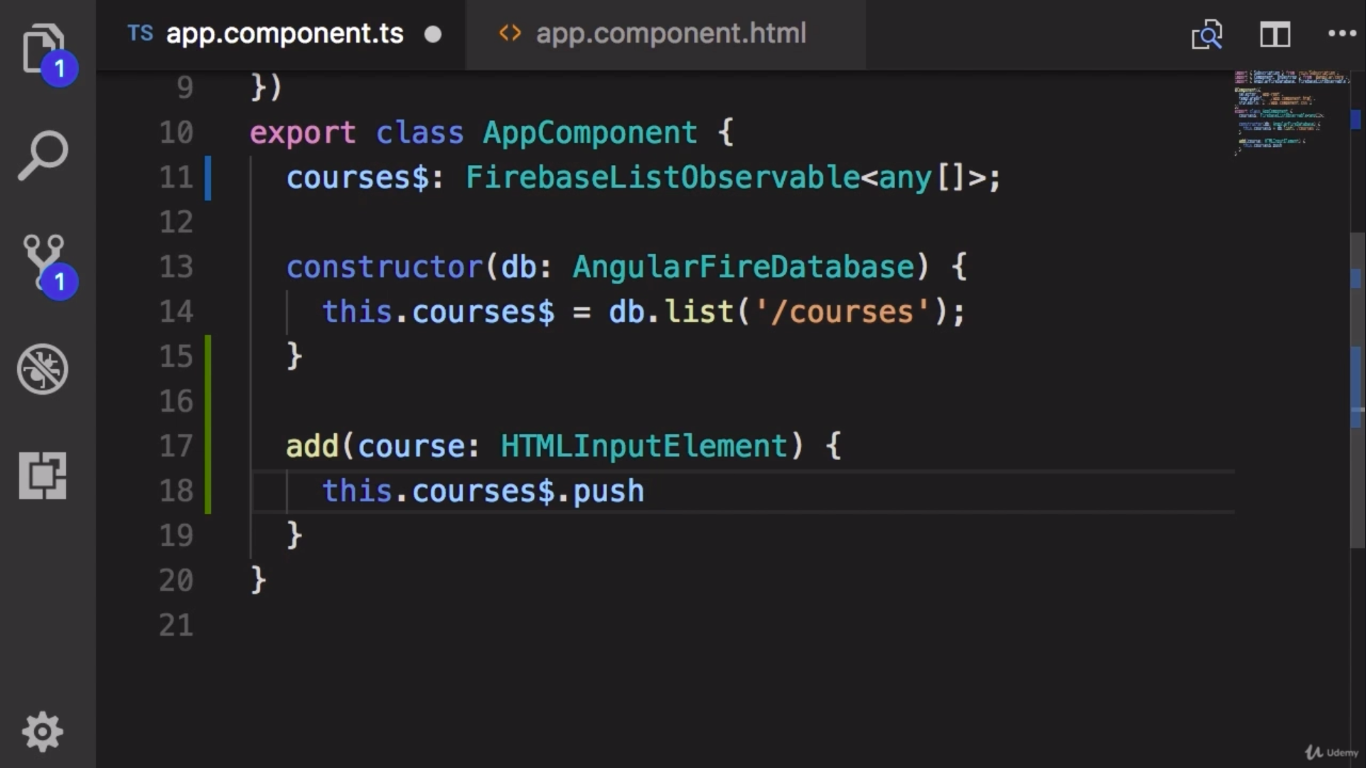 TS app.component.ts
<> app.component.html
1
1
9 })
10 export class AppComponent {
11 courses$: FirebaseListObservable<any[]>;
12
13 constructor(db: AngularFireDatabase) {
14 this.courses$ = db.list('/courses');
15 }
16
17 add(course: HTMLInputElement) {
18 this.courses$.push
19 }
20 }
21
Udemy